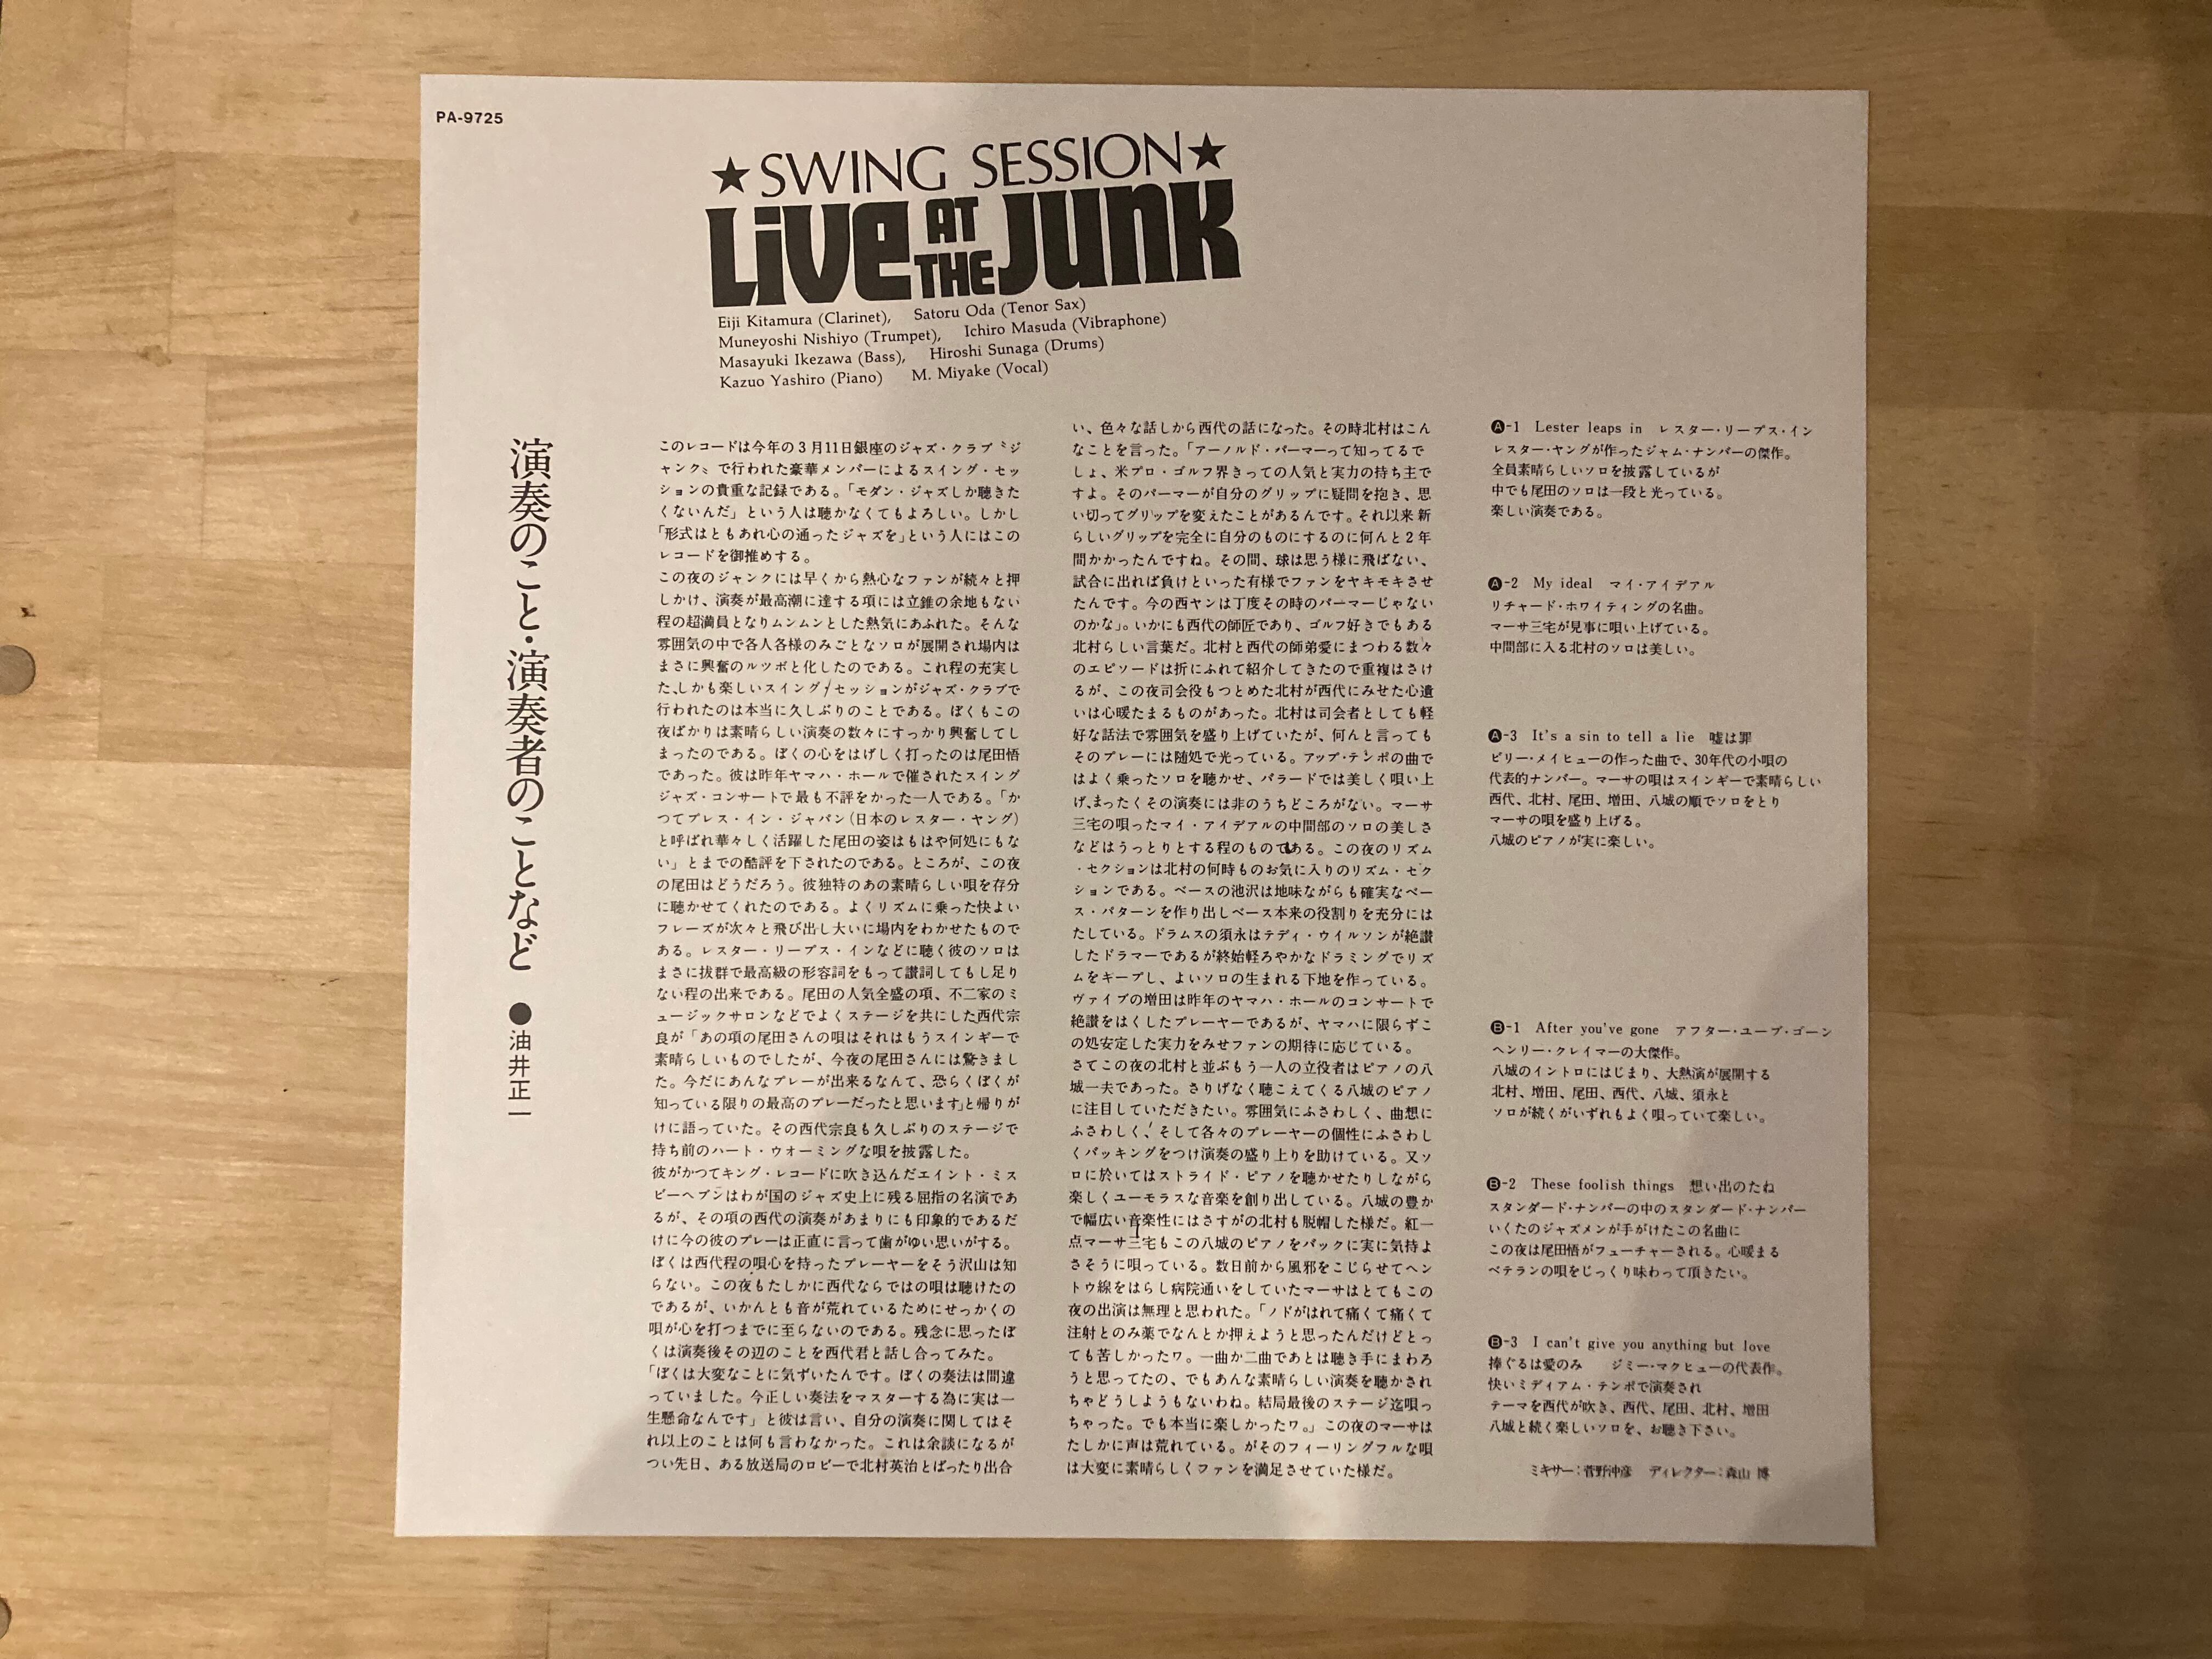 PA-9725
★SWING SESSION★
LiVe AT THE JUNK
Eiji Kitamura (Clarinet), Satoru Oda (Tenor Sax)
Muneyoshi Nishiyo (Trumpet), Ichiro Masuda (Vibraphone)
Masayuki Ikezawa (Bass), Hiroshi Sunaga (Drums)
Kazuo Yashiro (Piano) M. Miyake (Vocal)
演奏のこと・演奏者のことなど ●油井正一
このレコードは今年の3月11日銀座のジャズ・クラブ〝ジ
ャンク〟で行われた豪華メンバーによるスイング・セッ
ションの貴重な記録である。「モダン・ジャズしか聴きた
くないんだ」という人は聴かなくてもよろしい。しかし
「形式はともあれ心の通ったジャズを」という人にはこの
レコードを御推めする。
この夜のジャンクには早くから熱心なファンが続々と押
しかけ、演奏が最高潮に達する項には立錐の余地もない
程の超満員となりムンムンとした熱気にあふれた。そんな
雰囲気の中で各人各様のみごとなソロが展開され場内は
まさに興奮のルツボと化したのである。これ程の充実し
た、しかも楽しいスイング/セッションがジャズ・クラブで
行われたのは本当に久しぶりのことである。ぼくもこの
夜ばかりは素晴らしい演奏の数々にすっかり興奮してし
まったのである。ぼくの心をはげしく打ったのは尾田悟
であった。彼は昨年ヤマハ・ホールで催されたスイング
ジャズ・コンサートで最も不評をかった一人である。「か
つてプレス・イン・ジャパン(日本のレスター・ヤング)
と呼ばれ華々しく活躍した尾田の姿はもはや何処にもな
い」とまでの酷評を下されたのである。ところが、この夜
の尾田はどうだろう。彼独特のあの素晴らしい唄を存分
に聴かせてくれたのである。よくリズムに乗った快よい
フレーズが次々と飛び出し大いに場内をわかせたもので
ある。レスター・リープス・インなどに聴く彼のソロは
まさに抜群で最高級の形容詞をもって讃詞してもし足り
ない程の出来である。尾田の人気全盛の項、不二家のミ
ュージックサロンなどでよくステージを共にした西代宗
良が「あの項の尾田さんの唄はそれはもうスインギーで
素晴らしいものでしたが、今夜の尾田さんには驚きまし
た。今だにあんなプレーが出来るなんて、恐らくぼくが
知っている限りの最高のプレーだったと思います」と帰りが
けに語っていた。その西代宗良も久しぶりのステージで
持ち前のハート・ウォーミングな唄を披露した。
彼がかつてキング・レコードに吹き込んだエイント・ミス
ビーヘブンはわが国のジャズ史上に残る屈指の名演であ
るが、その項の西代の演奏があまりにも印象的であるだ
けに今の彼のプレーは正直に言って歯がゆい思いがする。
ぼくは西代程の唄心を持ったプレーヤーをそう沢山は知
らない。この夜もたしかに西代ならではの唄は聴けたの
であるが、いかんとも音が荒れているためにせっかくの
唄が心を打つまでに至らないのである。残念に思ったぼ
くは演奏後その辺のことを西代君と話し合ってみた。
「ぼくは大変なことに気ずいたんです。ぼくの奏法は間違
っていました。今正しい奏法をマスターする為に実は一
生懸命なんです」と彼は言い、自分の演奏に関してはそ
れ以上のことは何も言わなかった。これは余談になるが
つい先日、ある放送局のロビーで北村英治とばったり出合
い、色々な話しから西代の話になった。その時北村はこん
なことを言った。「アーノルド・パーマーって知ってるで
しょ、米プロ・ゴルフ界きっての人気と実力の持ち主で
すよ。そのパーマーが自分のグリップに疑問を抱き、思
い切ってグリップを変えたことがあるんです。それ以来新
らしいグリップを完全に自分のものにするのに何んと2年
間かかったんですね。その間、球は思う様に飛ばない、
試合に出れば負けといった有様でファンをヤキモキさせ
たんです。今の西ヤンは丁度その時のパーマーじゃない
のかな」。いかにも西代の師匠であり、ゴルフ好きでもある
北村らしい言葉だ。北村と西代の師弟愛にまつわる数々
のエピソードは折にふれて紹介してきたので重複はさけ
るが、この夜司会役もつとめた北村が西代にみせた心遣
いは心暖たまるものがあった。北村は司会者としても軽
好な話法で雰囲気を盛り上げていたが、何んと言っても
そのプレーには随処で光っている。アップ・テンポの曲で
はよく乗ったソロを聴かせ、バラードでは美しく唄い上
げ、まったくその演奏には非のうちどころがない。マーサ
三宅の唄ったマイ・アイデアルの中間部のソロの美しさ
などはうっとりとする程のものである。この夜のリズム
・セクションは北村の何時ものお気に入りのリズム・セク
ションである。ベースの池沢は地味ながらも確実なベー
ス・パターンを作り出しベース本来の役割りを充分には
たしている。ドラムスの須永はテディ・ウイルソンが絶讃
したドラマーであるが終始軽ろやかなドラミングでリズ
ムをキープし、よいソロの生まれる下地を作っている。
ヴァイブの増田は昨年のヤマハ・ホールのコンサートで
絶讃をはくしたプレーヤーであるが、ヤマハに限らずこ
の処安定した実力をみせファンの期待に応じている。
さてこの夜の北村と並ぶもう一人の立役者はピアノの八
城一夫であった。さりげなく聴こえてくる八城のピアノ
に注目していただきたい。雰囲気にふさわしく、曲想に
ふさわしく、そして各々のプレーヤーの個性にふさわし
くバッキングをつけ演奏の盛り上りを助けている。又ソ
ロに於いてはストライド・ピアノを聴かせたりしながら
楽しくユーモラスな音楽を創り出している。八城の豊か
で幅広い音楽性にはさすがの北村も脱帽した様だ。紅一
点マーサ三宅もこの八城のピアノをバックに実に気持よ
さそうに唄っている。数日前から風邪をこじらせてヘン
トウ線をはらし病院通いをしていたマーサはとてもこの
夜の出演は無理と思われた。「ノドがはれて痛くて痛くて
注射とのみ薬でなんとか押えようと思ったんだけどとっ
ても苦しかったワ。一曲か二曲であとは聴き手にまわろ
うと思ってたの、でもあんな素晴らしい演奏を聴かされ
ちゃどうしようもないわね。結局最後のステージ迄唄っ
ちゃった。でも本当に楽しかったワ。」この夜のマーサは
たしかに声は荒れている。がそのフィーリングフルな唄
は大変に素晴らしくファンを満足させていた様だ。
Ⓐ-1 Lester leaps in レスター・リープス・イン
レスター・ヤングが作ったジャム・ナンバーの傑作。
全員素晴らしいソロを披露しているが
中でも尾田のソロは一段と光っている。
楽しい演奏である。
Ⓐ-2 My ideal マイ・アイデアル
リチャード・ホワイティングの名曲。
マーサ三宅が見事に唄い上げている。
中間部に入る北村のソロは美しい。
Ⓐ-3 It's a sin to tell a lie 嘘は罪
ビリー・メイヒューの作った曲で、30年代の小唄の
代表的ナンバー。マーサの唄はスインギーで素晴らしい
西代、北村、尾田、増田、八城の順でソロをとり
マーサの唄を盛り上げる。
八城のピアノが実に楽しい。
Ⓑ-1 After you've gone アフター・ユーブ・ゴーン
ヘンリー・クレイマーの大傑作。
八城のイントロにはじまり、大熱演が展開する
北村、増田、尾田、西代、八城、須永と
ソロが続くがいずれもよく唄っていて楽しい。
Ⓑ-2 These foolish things 想い出のたね
スタンダード・ナンバーの中のスタンダード・ナンバー
いくたのジャズメンが手がけたこの名曲に
この夜は尾田悟がフューチャーされる。心暖まる
ベテランの唄をじっくり味わって頂きたい。
Ⓑ-3 I can't give you anything but love
捧ぐるは愛のみ ジミー・マクヒューの代表作。
快いミディアム・テンポで演奏され
テーマを西代が吹き、西代、尾田、北村、増田
八城と続く楽しいソロを、お聴き下さい。
ミキサー：菅野沖彦 ディレクター：森山 博